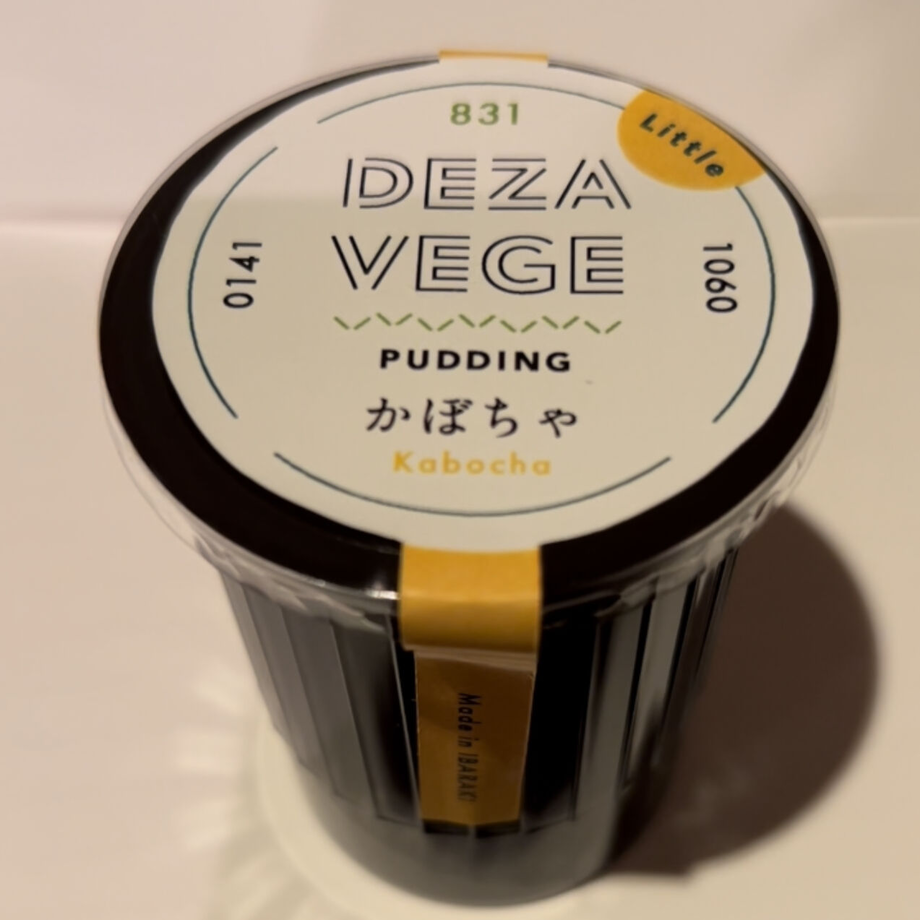 831
Little
DEZA
VEGE
0141
1060
PUDDING
かぼちゃ
Kabocha
Made in IBARAKI